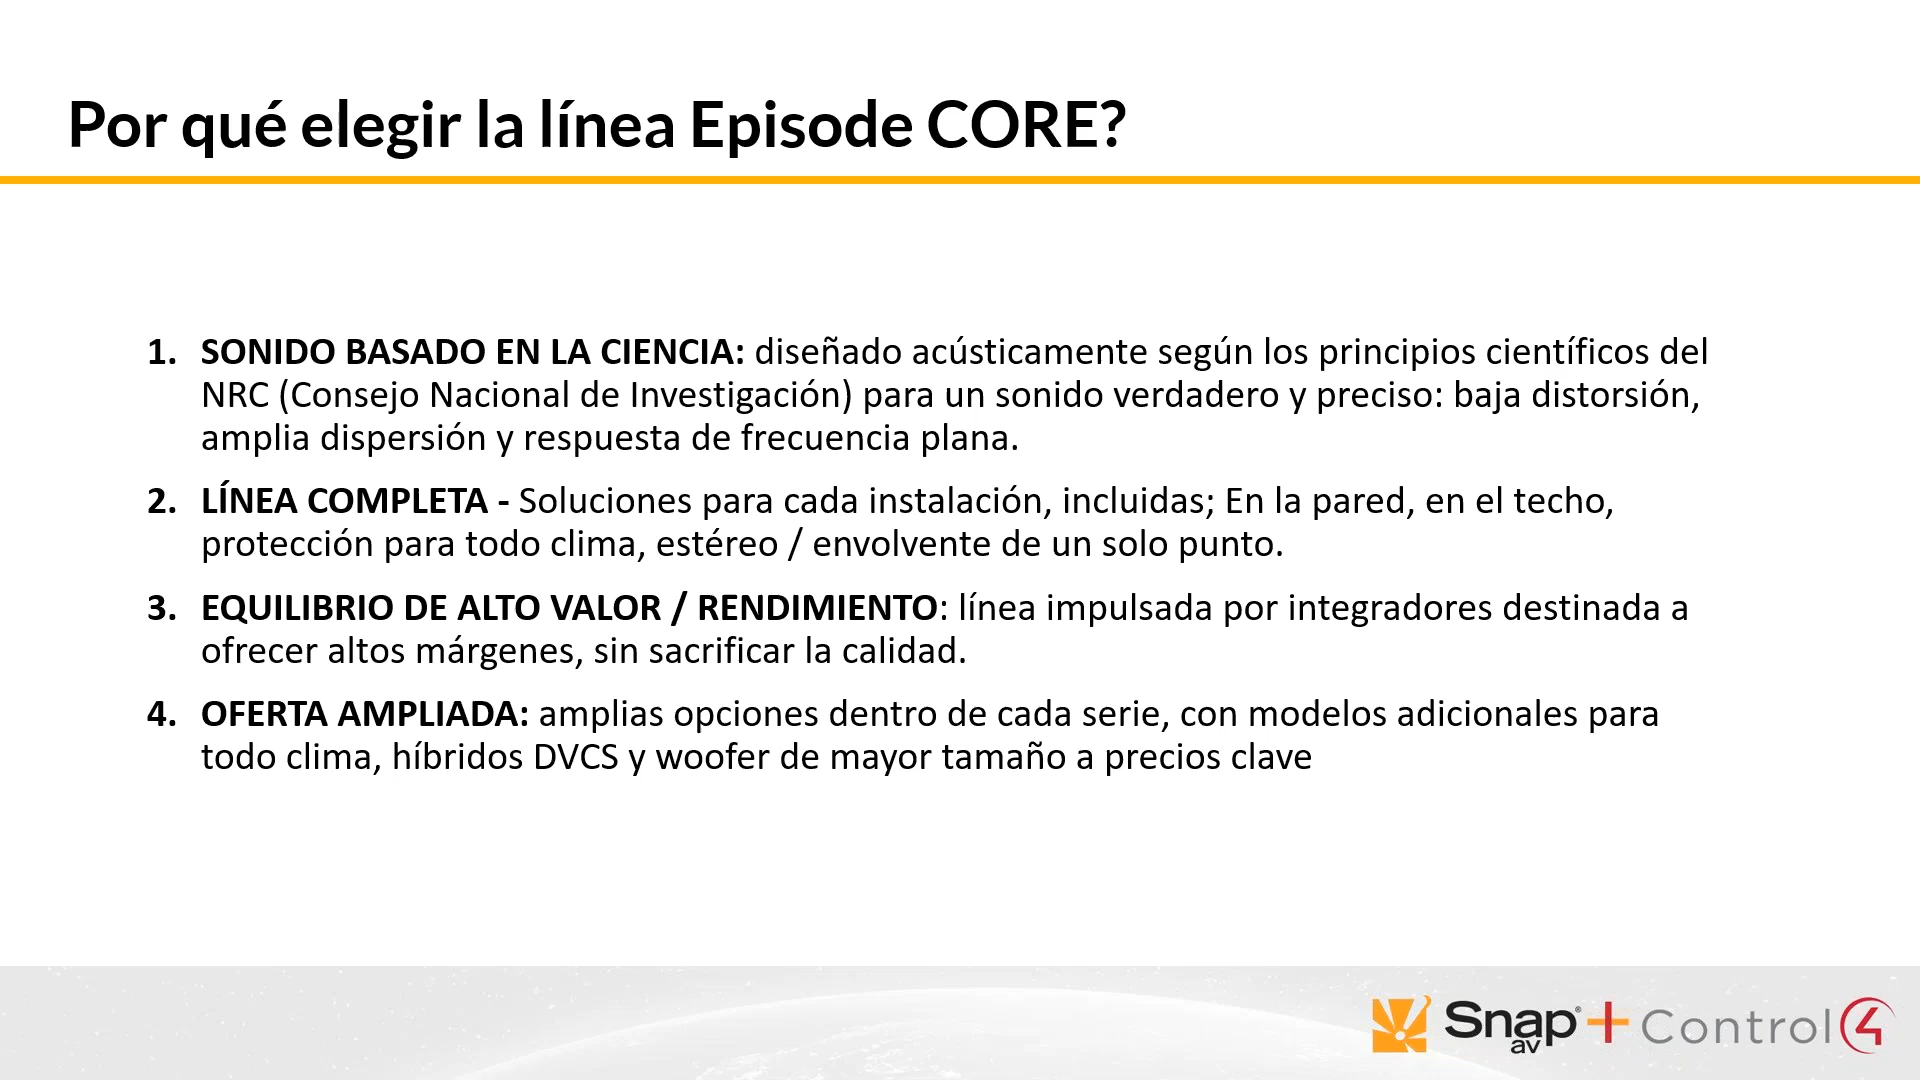 Por qué elegir la línea Episode CORE?
1. SONIDO BASADO EN LA CIENCIA: diseñado acústicamente según los principios científicos del
NRC (Consejo Nacional de Investigación) para un sonido verdadero y preciso: baja distorsión,
amplia dispersión y respuesta de frecuencia plana.
2. LÍNEA COMPLETA - Soluciones para cada instalación, incluidas; En la pared, en el techo,
protección para todo clima, estéreo / envolvente de un solo punto.
3. EQUILIBRIO DE ALTO VALOR / RENDIMIENTO: línea impulsada por integradores destinada a
ofrecer altos márgenes, sin sacrificar la calidad.
4. OFERTA AMPLIADA: amplias opciones dentro de cada serie, con modelos adicionales para
todo clima, híbridos DVCS y woofer de mayor tamaño a precios clave
Snap® + Control4
av